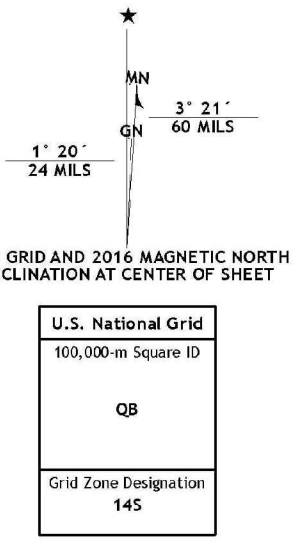 MN
3° 21´
60 MILS
GN
1° 20´
24 MILS
GRID AND 2016 MAGNETIC NORTH
CLINATION AT CENTER OF SHEET
U.S. National Grid
100,000-m Square ID
QB
Grid Zone Designation
14S